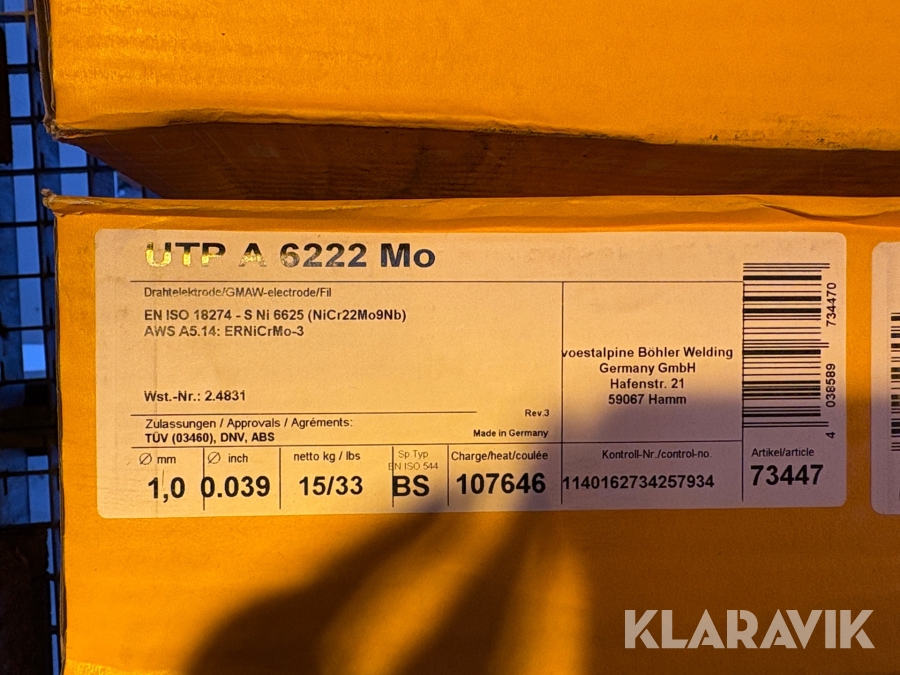 UTP A 6222 Mo
Drahtelektrode/GMAW-electrode/Fil
EN ISO 18274 - S Ni 6625 (NiCr22Mo9Nb)
AWS A5.14: ERNiCrMo-3
Wst.-Nr.: 2.4831
Rev.3
Zulassungen / Approvals / Agréments:
TÜV (03460), DNV, ABS
Made in Germany
voestalpine Böhler Welding
Germany GmbH
Hafenstr. 21
59067 Hamm
4 038589 734470
Ø mm
1,0
Ø inch
0.039
netto kg / lbs
15/33
Sp Typ
EN ISO 544
BS
Charge/heat/coulée
107646
Kontroll-Nr./control-no.
1140162734257934
Artikel/article
73447
KLARAVIK